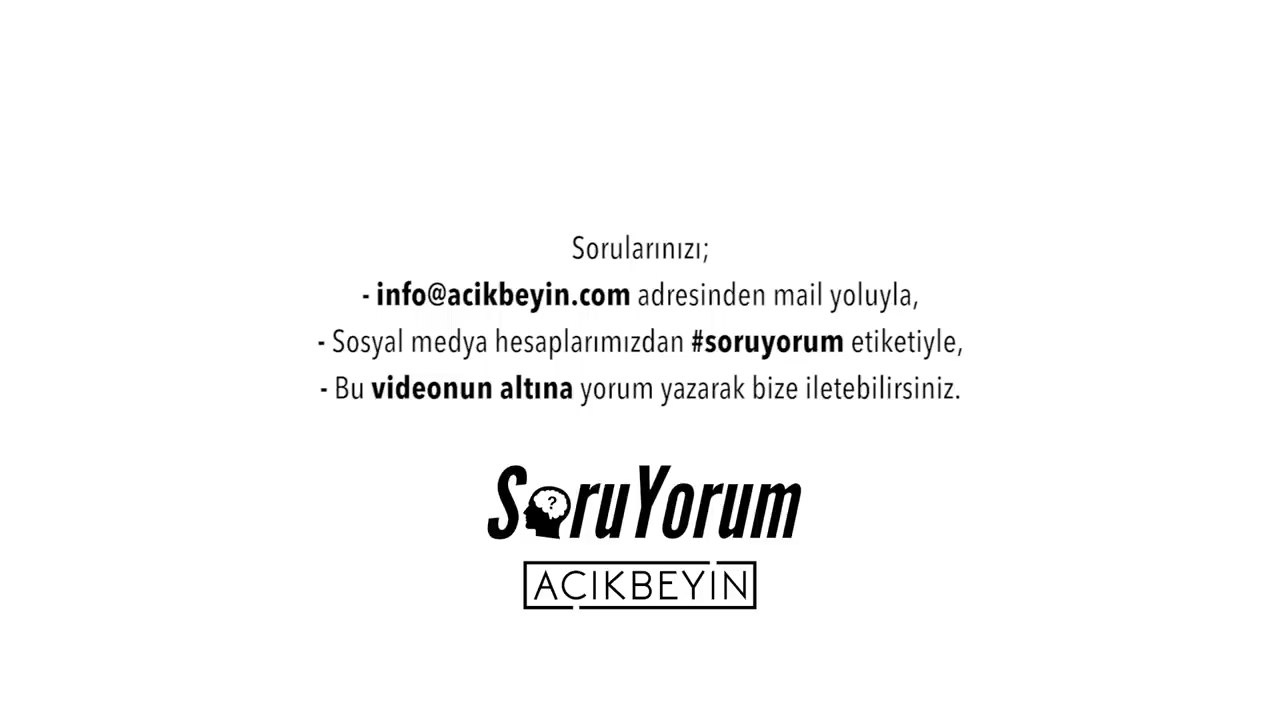 Sorularınızı;
- info@acikbeyin.com adresinden mail yoluyla,
- Sosyal medya hesaplarımızdan #soruyorum etiketiyle,
- Bu videonun altına yorum yazarak bize iletebilirsiniz.
SoruYorum
AÇIKBEYİN